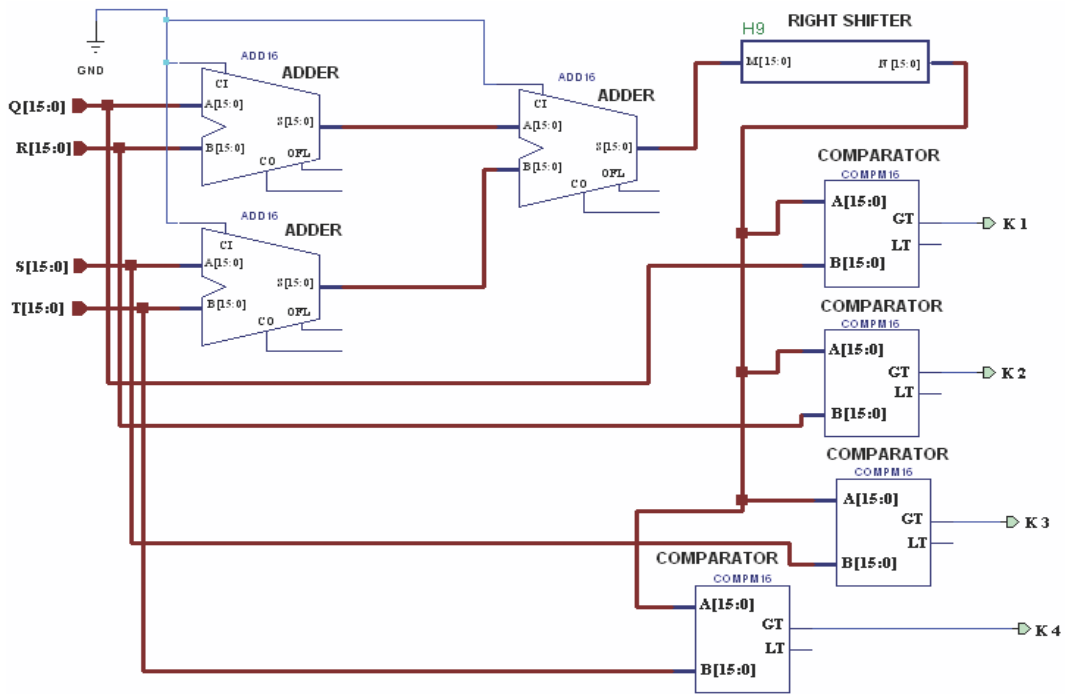 RIGHT SHIFTER
H9
M[15:0]
N [15:0]
GND
ADD16
ADDER
CI
Q[15:0]
A[15:0]
S[15:0]
R[15:0]
B[15:0]
CO
OFL
ADD16
ADDER
CI
A[15:0]
S[15:0]
B[15:0]
CO
OFL
ADD16
ADDER
CI
S[15:0]
A[15:0]
S[15:0]
T[15:0]
B[15:0]
CO
OFL
COMPARATOR
COMPM16
A[15:0]
GT
K 1
LT
B[15:0]
COMPARATOR
COMPM16
A[15:0]
GT
K 2
LT
B[15:0]
COMPARATOR
COMPM16
A[15:0]
GT
K 3
LT
B[15:0]
COMPARATOR
COMPM16
A[15:0]
GT
K 4
LT
B[15:0]